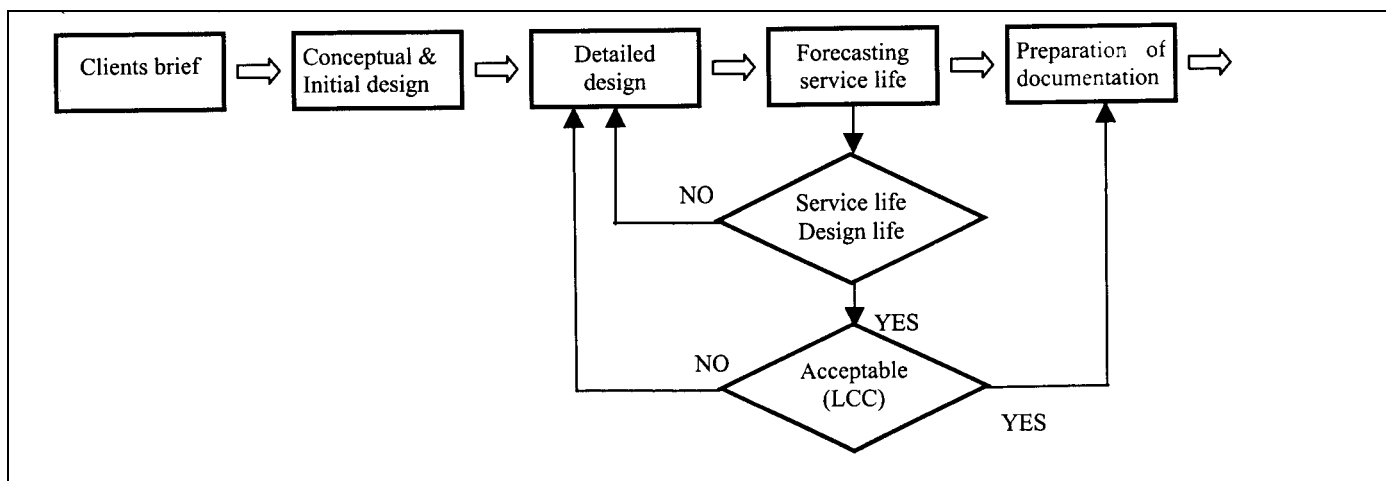 Clients brief
Conceptual &
Initial design
Detailed
design
Forecasting
service life
Preparation of
documentation
NO
Service life
Design life
YES
NO
Acceptable
(LCC)
YES